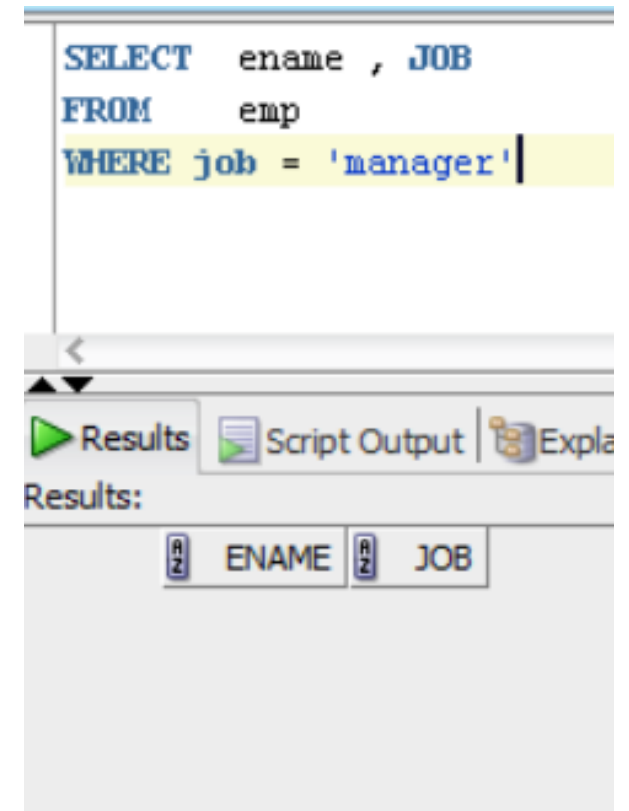 SELECT ename , JOB
FROM emp
WHERE job = 'manager'
Results Script Output Expla
Results:
ENAME JOB